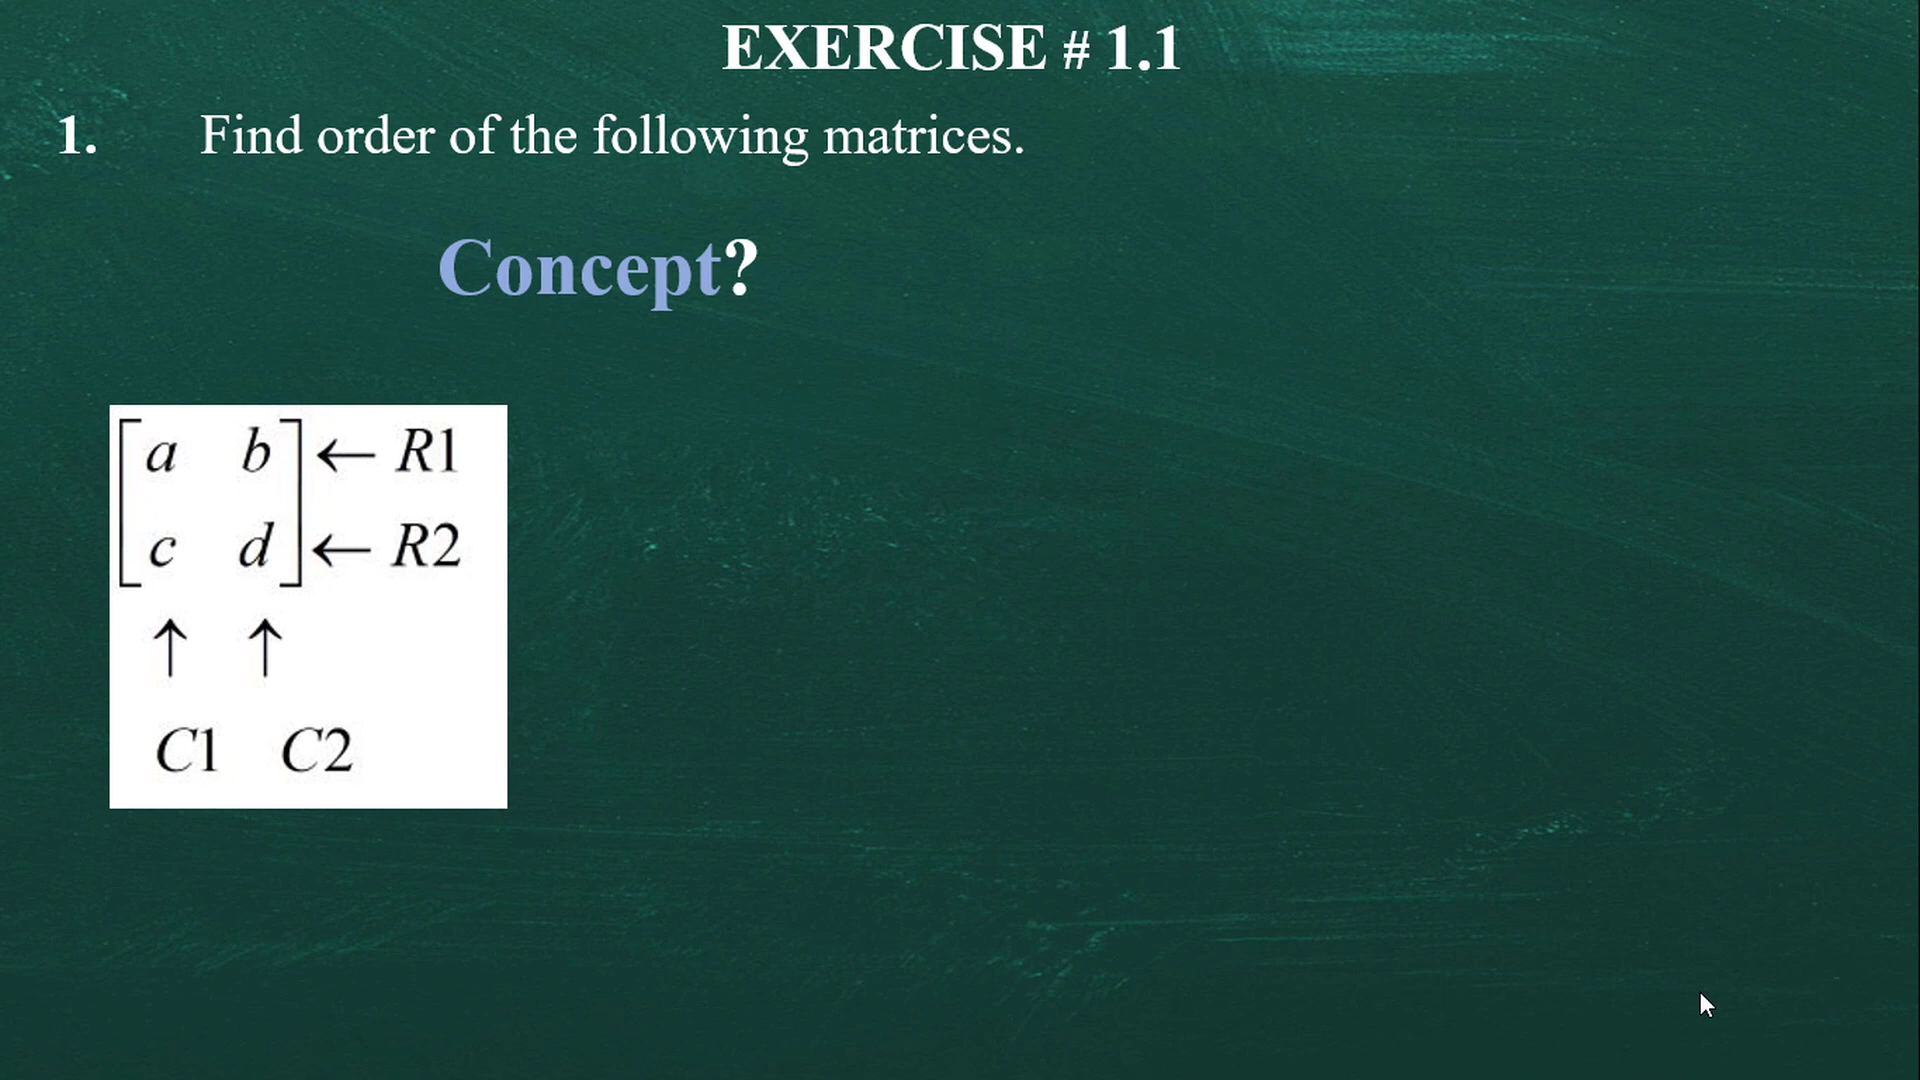 EXERCISE # 1.1
1. Find order of the following matrices.
Concept?
[a b] ← R1
[c d] ← R2
↑ ↑
C1 C2